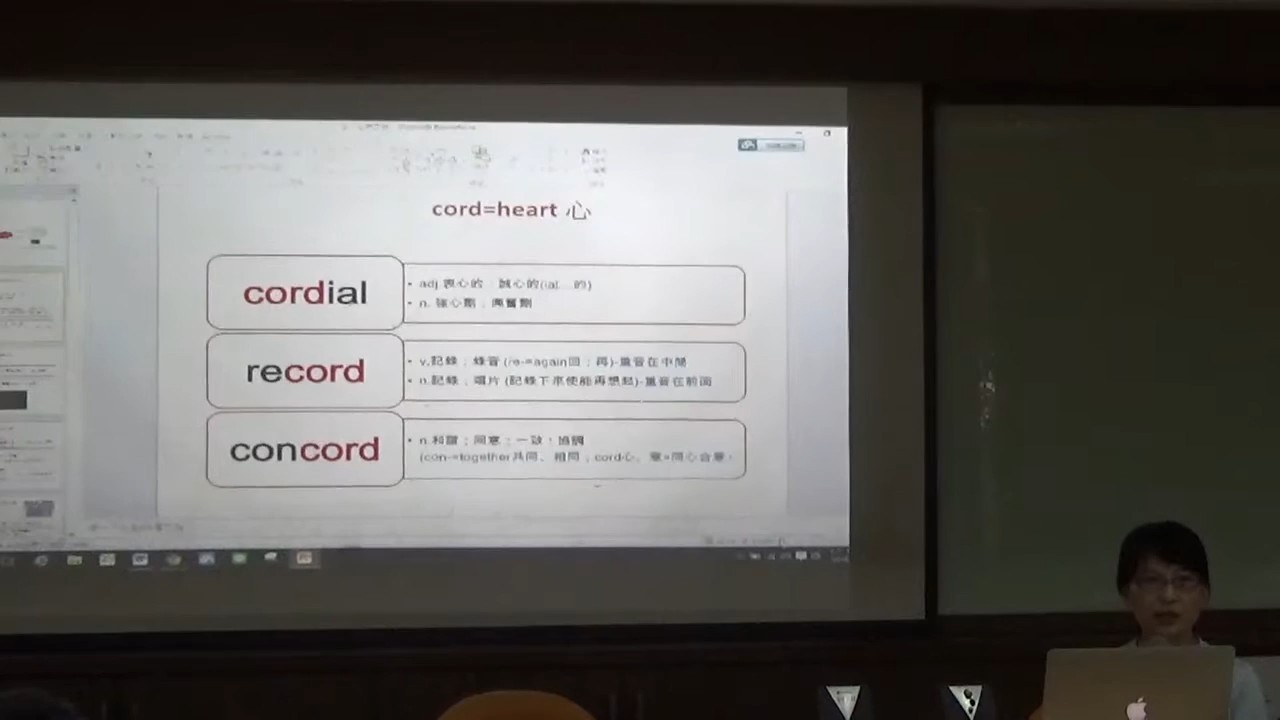 cord=heart 心
cordial
• adj 衷心的；誠心的(ial...的)
• n. 強心劑；興奮劑
record
• v.記錄；錄音 (re-=again回；再)-重音在中間
• n.記錄；唱片 (記錄下來使能再想起)-重音在前面
concord
• n.和諧；同意；一致，協調
(con-=together共同、相同；cord心、意=同心合意，